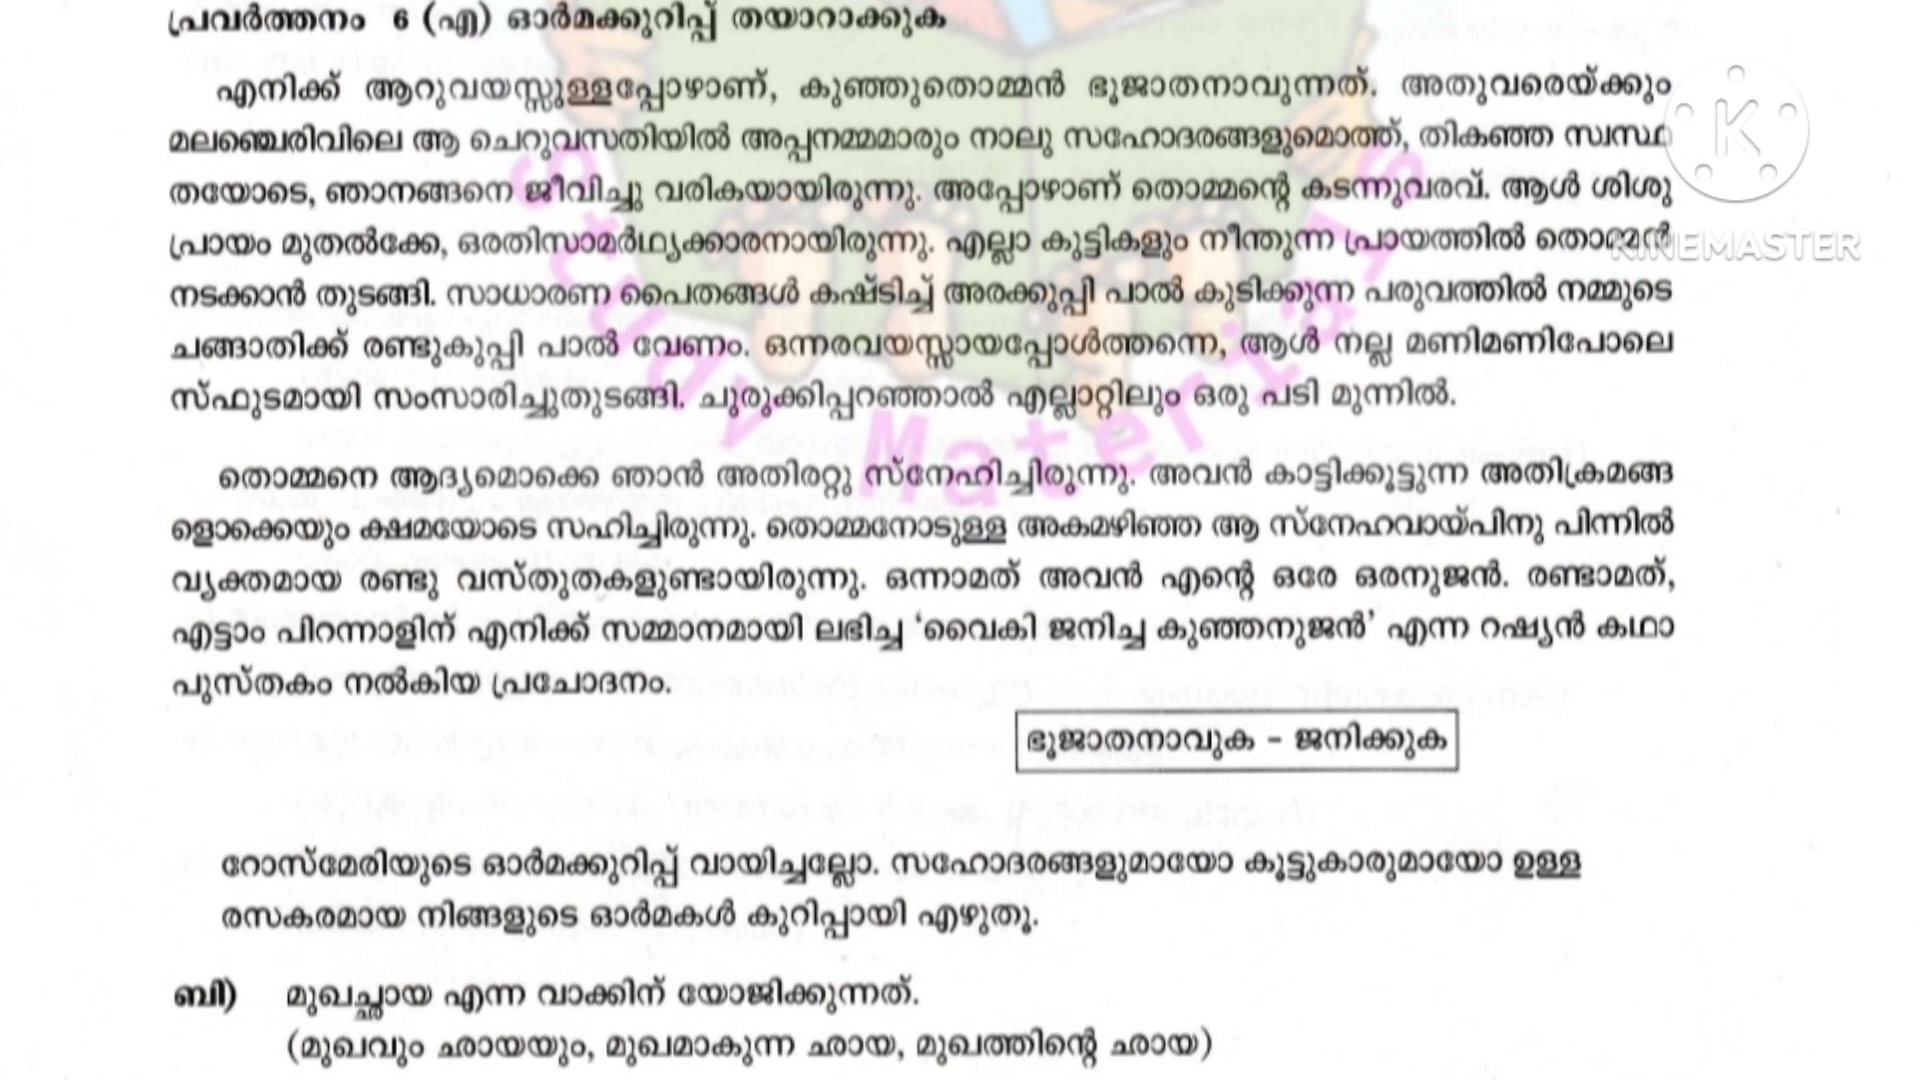 പ്രവർത്തനം 6 (എ) ഓർമക്കുറിപ്പ് തയാറാക്കുക
എനിക്ക് ആറുവയസ്സുള്ളപ്പോഴാണ്, കുഞ്ഞുതൊമ്മൻ ഭൂജാതനാവുന്നത്. അതുവരെയ്ക്കും
മലഞ്ചെരിവിലെ ആ ചെറുവസതിയിൽ അപ്പനമ്മമാരും നാലു സഹോദരങ്ങളുമൊത്ത്, തികഞ്ഞ സ്വസ്ഥ
തയോടെ, ഞാനങ്ങനെ ജീവിച്ചു വരികയായിരുന്നു. അപ്പോഴാണ് തൊമ്മന്റെ കടന്നുവരവ്. ആൾ ശിശു
പ്രായം മുതൽക്കേ, ഒരതിസാമർഥ്യക്കാരനായിരുന്നു. എല്ലാ കുട്ടികളും നീന്തുന്ന പ്രായത്തിൽ തൊമ്മൻ
നടക്കാൻ തുടങ്ങി. സാധാരണ പൈതങ്ങൾ കഷ്ടിച്ച് അരക്കുപ്പി പാൽ കുടിക്കുന്ന പരുവത്തിൽ നമ്മുടെ
ചങ്ങാതിക്ക് രണ്ടുകുപ്പി പാൽ വേണം. ഒന്നരവയസ്സായപ്പോൾത്തന്നെ, ആൾ നല്ല മണിമണിപോലെ
സ്ഫുടമായി സംസാരിച്ചുതുടങ്ങി. ചുരുക്കിപ്പറഞ്ഞാൽ എല്ലാറ്റിലും ഒരു പടി മുന്നിൽ.
തൊമ്മനെ ആദ്യമൊക്കെ ഞാൻ അതിരറ്റു സ്നേഹിച്ചിരുന്നു. അവൻ കാട്ടിക്കൂട്ടുന്ന അതിക്രമങ്ങ
ളൊക്കെയും ക്ഷമയോടെ സഹിച്ചിരുന്നു. തൊമ്മനോടുള്ള അകമഴിഞ്ഞ ആ സ്നേഹവായ്പിനു പിന്നിൽ
വ്യക്തമായ രണ്ടു വസ്തുതകളുണ്ടായിരുന്നു. ഒന്നാമത് അവൻ എന്റെ ഒരേ ഒരനുജൻ. രണ്ടാമത്,
എട്ടാം പിറന്നാളിന് എനിക്ക് സമ്മാനമായി ലഭിച്ച ‘വൈകി ജനിച്ച കുഞ്ഞനുജൻ’ എന്ന റഷ്യൻ കഥാ
പുസ്തകം നൽകിയ പ്രചോദനം.
ഭൂജാതനാവുക – ജനിക്കുക
റോസ്മേരിയുടെ ഓർമക്കുറിപ്പ് വായിച്ചല്ലോ. സഹോദരങ്ങളുമായോ കൂട്ടുകാരുമായോ ഉള്ള
രസകരമായ നിങ്ങളുടെ ഓർമകൾ കുറിപ്പായി എഴുതൂ.
ബി) മുഖച്ഛായ എന്ന വാക്കിന് യോജിക്കുന്നത്.
(മുഖവും ഛായയും, മുഖമാകുന്ന ഛായ, മുഖത്തിന്റെ ഛായ)
Study Materials
K
KINEMASTER